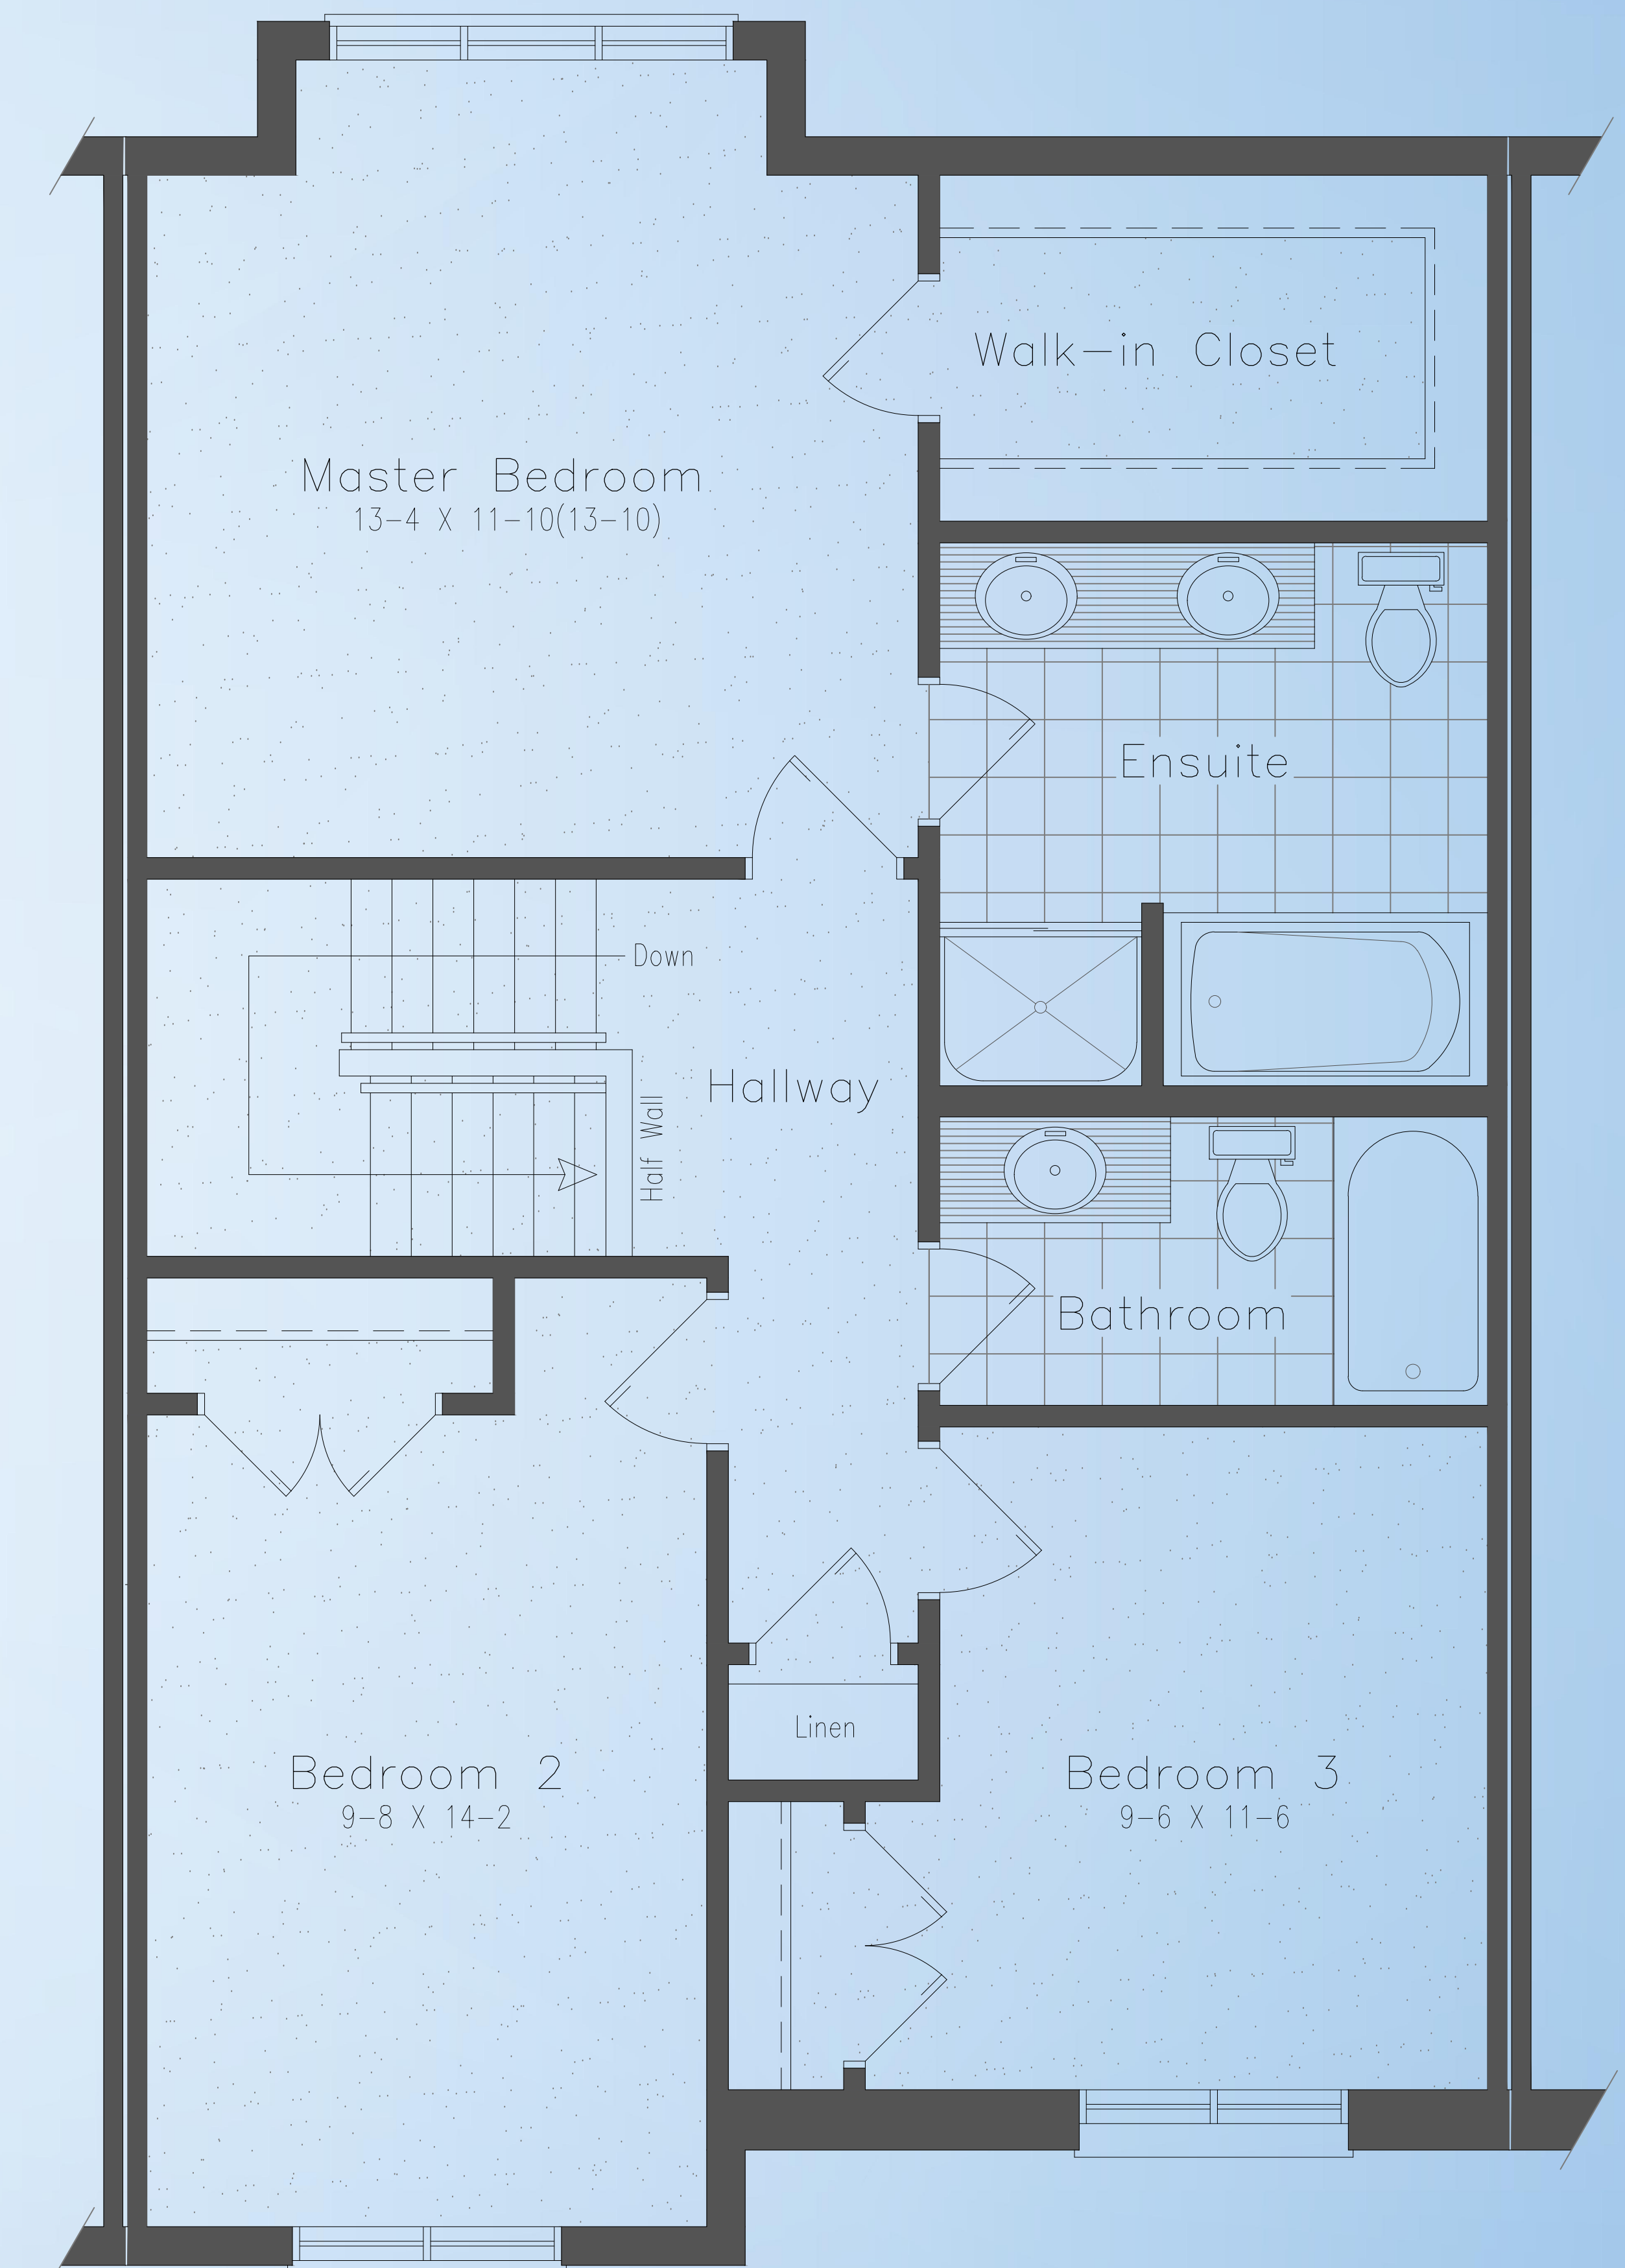 Walk-in Closet
Master Bedroom
13-4 X 11-10(13-10)
Ensuite
Down
Hallway
Half Wall
Bathroom
Linen
Bedroom 2
9-8 X 14-2
Bedroom 3
9-6 X 11-6